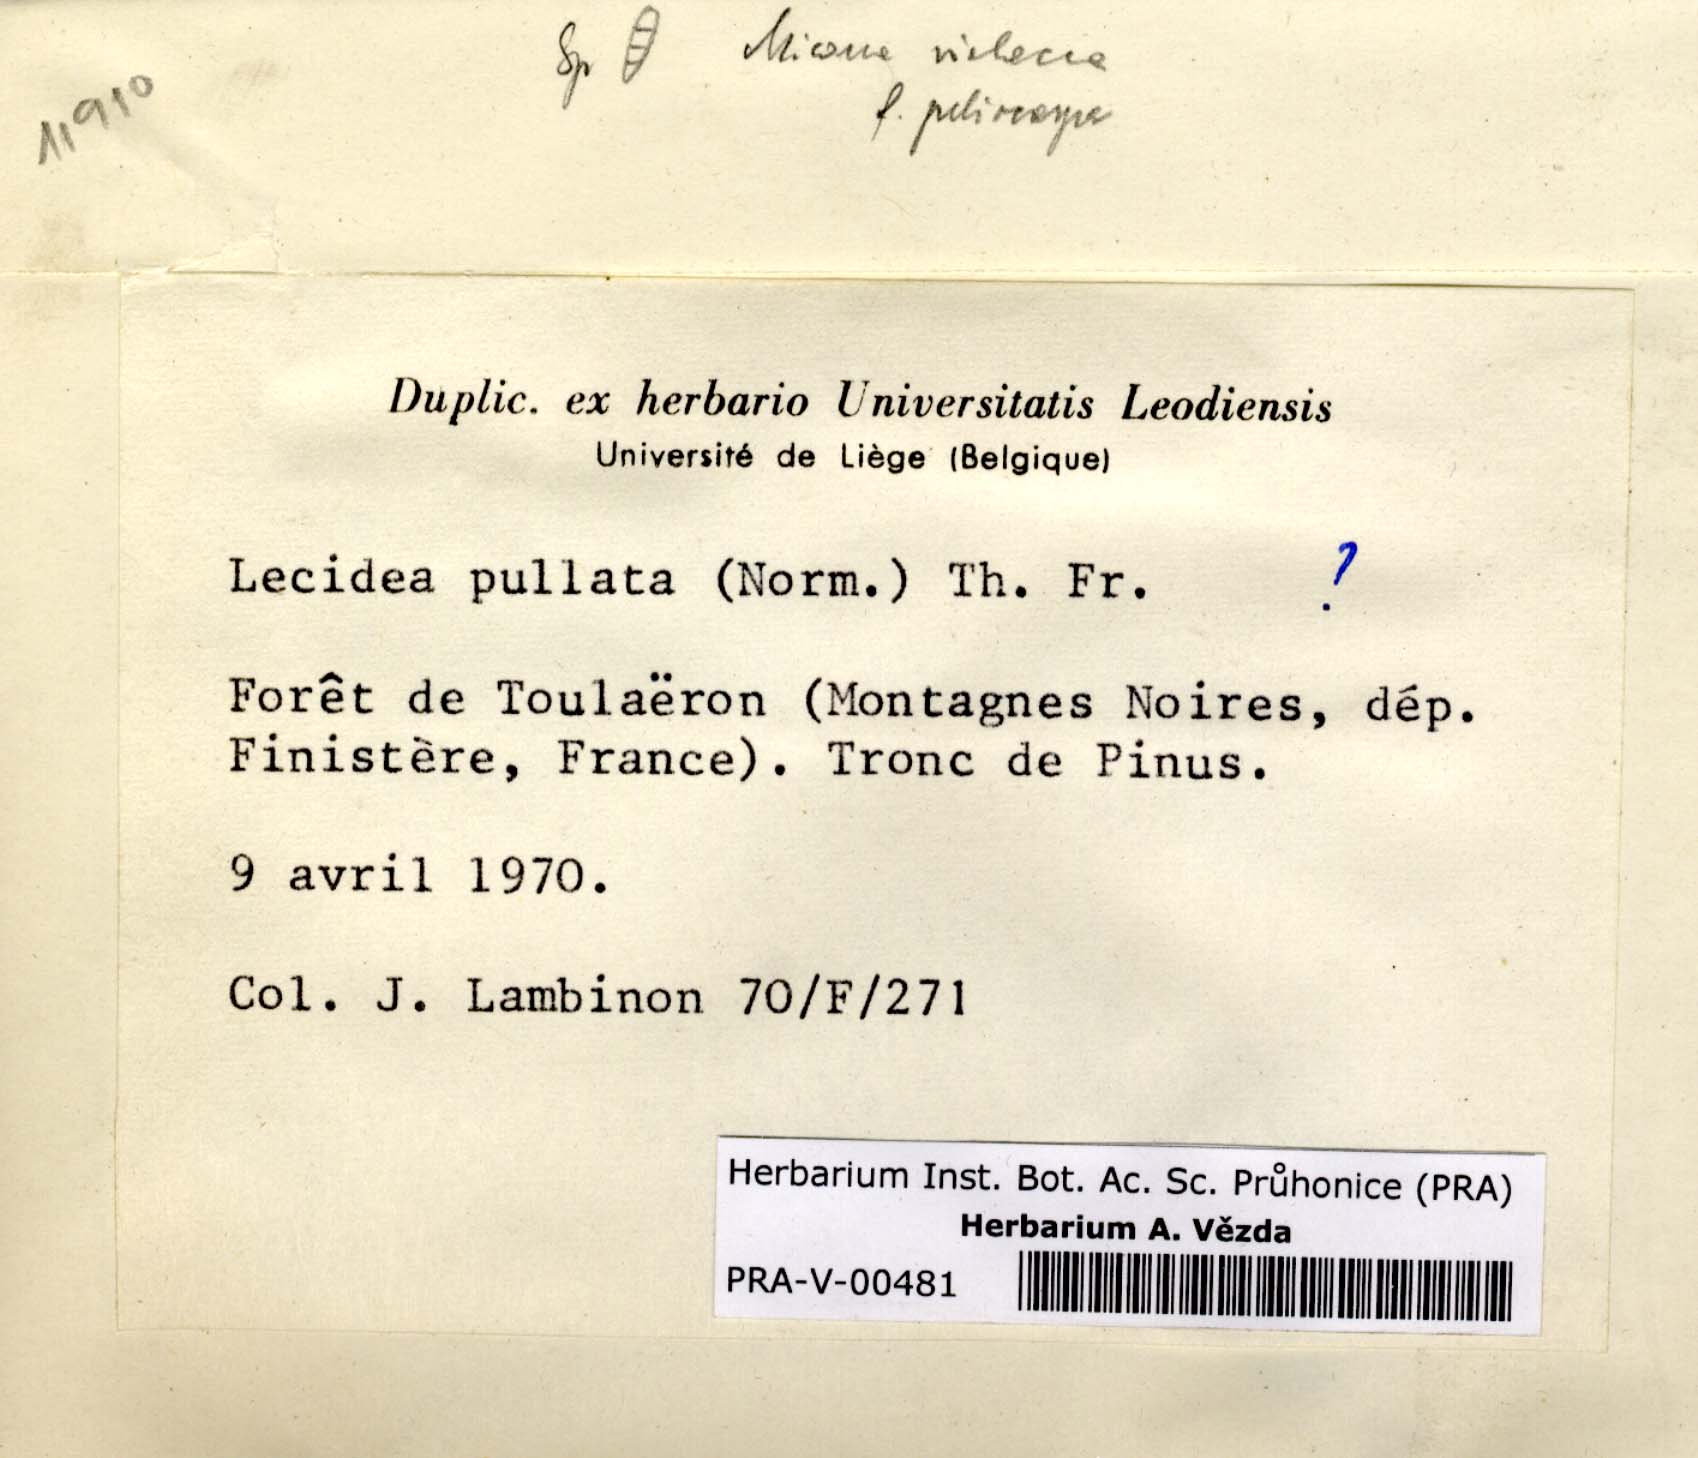 11910
Sp Micarea violacea
f. peliocarpa
Duplic. ex herbario Universitatis Leodiensis
Université de Liège (Belgique)
Lecidea pullata (Norm.) Th. Fr. ?
Forêt de Toulaëron (Montagnes Noires, dép.
Finistère, France). Tronc de Pinus.
9 avril 1970.
Col. J. Lambinon 70/F/271
Herbarium Inst. Bot. Ac. Sc. Průhonice (PRA)
Herbarium A. Vězda
PRA-V-00481